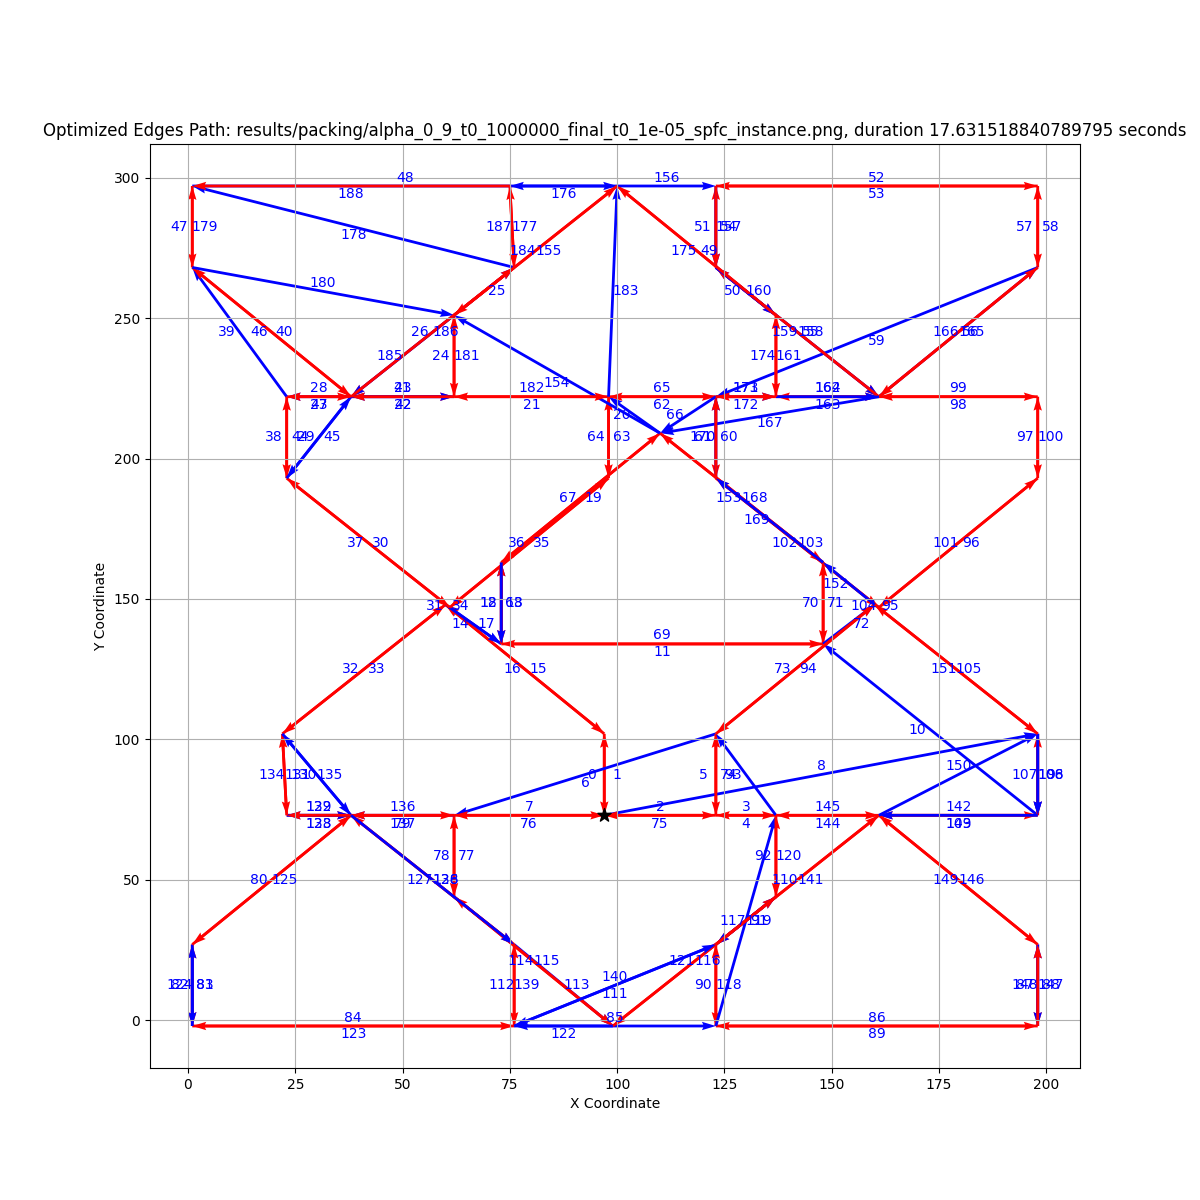 Optimized Edges Path: results/packing/alpha_0_9_t0_1000000_final_t0_1e-05_spfc_instance.png, duration 17.631518840789795 seconds
300
48 156 52
188 176 53
47 179 187 177 51 57 58
178 184 155 175 49
250
180 25 183 50 160
39 46 40 26 185 24 181 174 161 59
28 182 154 65 99
21 62 172 98
20 66 167
200
38 45 64 63 60 97 100
67 19 153 168
169
37 30 36 35 102 103 101 96
150
152
31 34 70 71 95
14 17 72
69
11
32 33 16 15 73 94 151 105
100
10
134 135 0 1 5 8 150 107
6
136 7 2 3 145 142
76 75 4 144
50
78 77 92 120
80 125 127 110 141 149 146
114 115 121 116
112 139 113 140 90 118
111
0
84 85 86
123 122 89
0 25 50 75 100 125 150 175 200
X Coordinate
Y Coordinate